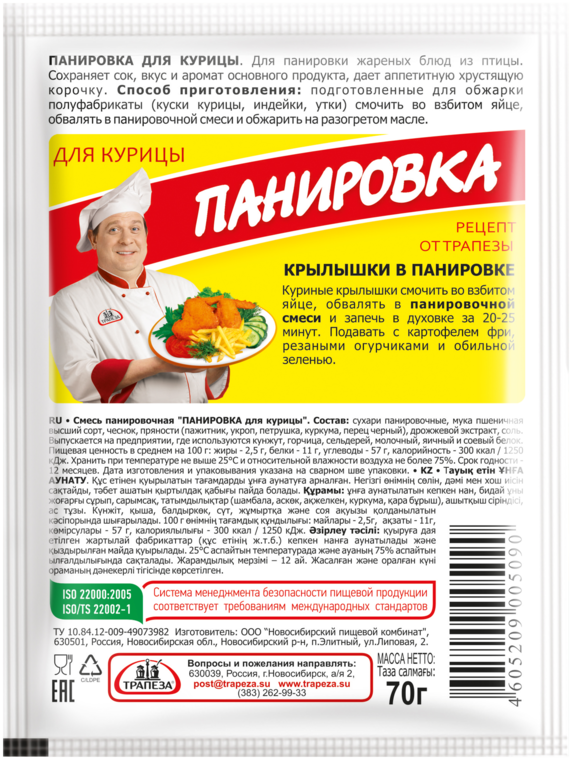 ПАНИРОВКА ДЛЯ КУРИЦЫ. Для панировки жареных блюд из птицы.
Сохраняет сок, вкус и аромат основного продукта, дает аппетитную хрустящую
корочку. Способ приготовления: подготовленные для обжарки
полуфабрикаты (куски курицы, индейки, утки) смочить во взбитом яйце,
обвалять в панировочной смеси и обжарить на разогретом масле.
ДЛЯ КУРИЦЫ
ПАНИРОВКА
РЕЦЕПТ
ОТ ТРАПЕЗЫ
КРЫЛЫШКИ В ПАНИРОВКЕ
Куриные крылышки смочить во взбитом
яйце, обвалять в панировочной
смеси и запечь в духовке за 20-25
минут. Подавать с картофелем фри,
резаными огурчиками и обильной
зеленью.
ТРАПЕЗА
RU • Смесь панировочная "ПАНИРОВКА для курицы". Состав: сухари панировочные, мука пшеничная
высший сорт, чеснок, пряности (пажитник, укроп, петрушка, куркума, перец черный), дрожжевой экстракт, соль.
Выпускается на предприятии, где используются кунжут, горчица, сельдерей, молочный, яичный и соевый белок.
Пищевая ценность в среднем на 100 г: жиры - 2,5 г, белки - 11 г, углеводы - 57 г, калорийность - 300 ккал / 1250
кДж. Хранить при температуре не выше 25°С и относительной влажности воздуха не более 75%. Срок годности -
12 месяцев. Дата изготовления и упаковывания указана на сварном шве упаковки. • KZ • Тауық етін ҰНҒА
АУНАТУ. Құс етінен қуырылатын тағамдарды ұнға аунатуға арналған. Негізгі өнімнің сөлін, дәмі мен хош иісін
сақтайды, тәбет ашатын қыртылдақ қабығы пайда болады. Құрамы: ұнға аунатылатын кепкен нан, бидай ұны
жоғарғы сұрып, сарымсақ, татымдылықтар (шамбала, аскөк, ақжелкен, куркума, қара бұрыш), ашытқыш сіріндісі,
ас тұзы. Күнжіт, қыша, балдыркөк, сүт, жұмыртқа және соя ақуызы қолданылатын
кәсіпорында шығарылады. 100 г өнімнің тағамдық құндылығы: майлары - 2,5г, ақзаты - 11г,
көмірсулары - 57 г, калориялылығы - 300 ккал / 1250 кДж. Әзірлеу тәсілі: қуыруға дая
етілген жартылай фабрикаттар (құс етінің ж.т.б.) кепкен нанға аунатылады және
қыздырылған майда қуырылады. 25°С аспайтын температурада және ауаның 75% аспайтын
ылғалдылығында сақталады. Жарамдылық мерзімі – 12 ай. Жасалған және оралған күні
ораманың дәнекерлі тігісінде көрсетілген.
ISO 22000:2005
ISO/TS 22002-1
Система менеджмента безопасности пищевой продукции
соответствует требованиям международных стандартов
ТУ 10.84.12-009-49073982 Изготовитель: ООО "Новосибирский пищевой комбинат",
630501, Россия, Новосибирская обл., Новосибирский р-н, п.Элитный, ул.Липовая, 2.
C/LDPE
EAC
ТРАПЕЗА
Вопросы и пожелания направлять:
630039, Россия, г.Новосибирск, а/я 2,
post@trapeza.su www.trapeza.su
(383) 262-99-33
МАССА НЕТТО:
Таза салмағы:
70г
4605209005090